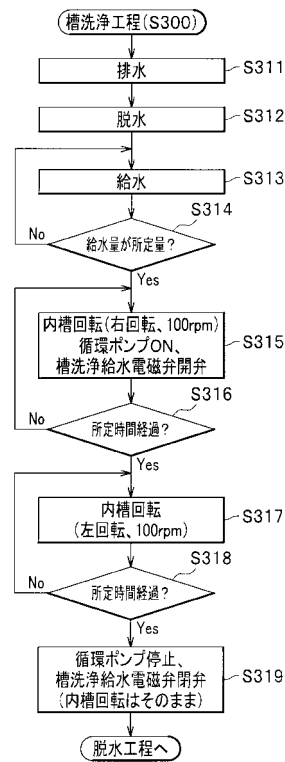 槽洗浄工程(S300)
排水
S311
脱水
S312
給水
S313
S314
給水量が所定量?
No
Yes
内槽回転(右回転、100rpm)
循環ポンプON、
槽洗浄給水電磁弁開弁
S315
S316
所定時間経過?
No
Yes
内槽回転
(左回転、100rpm)
S317
S318
所定時間経過?
No
Yes
循環ポンプ停止、
槽洗浄給水電磁弁閉弁
(内槽回転はそのまま)
S319
脱水工程へ